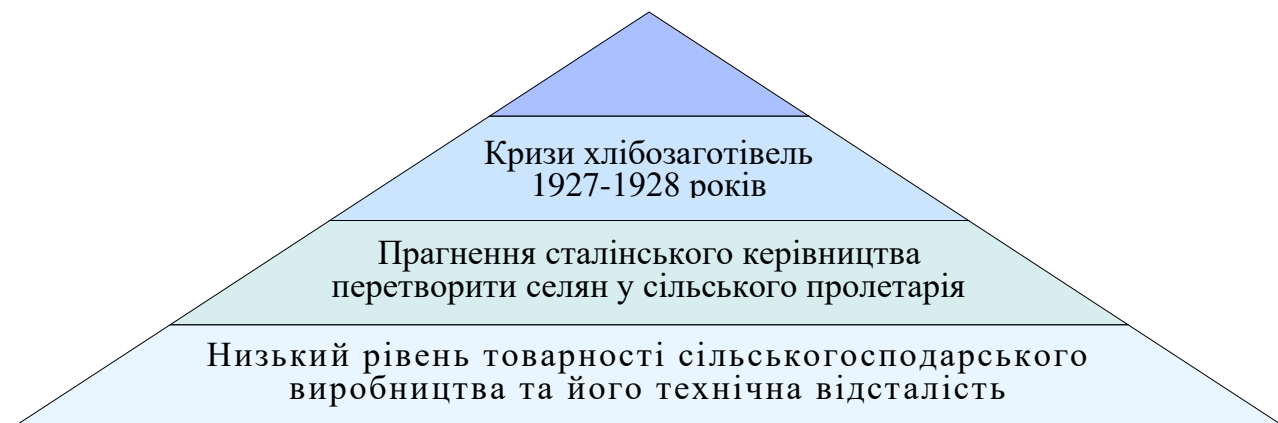 Кризи хлібозаготівель
1927-1928 років
Прагнення сталінського керівництва
перетворити селян у сільського пролетарія
Низький рівень товарності сільськогосподарського
виробництва та його технічна відсталість